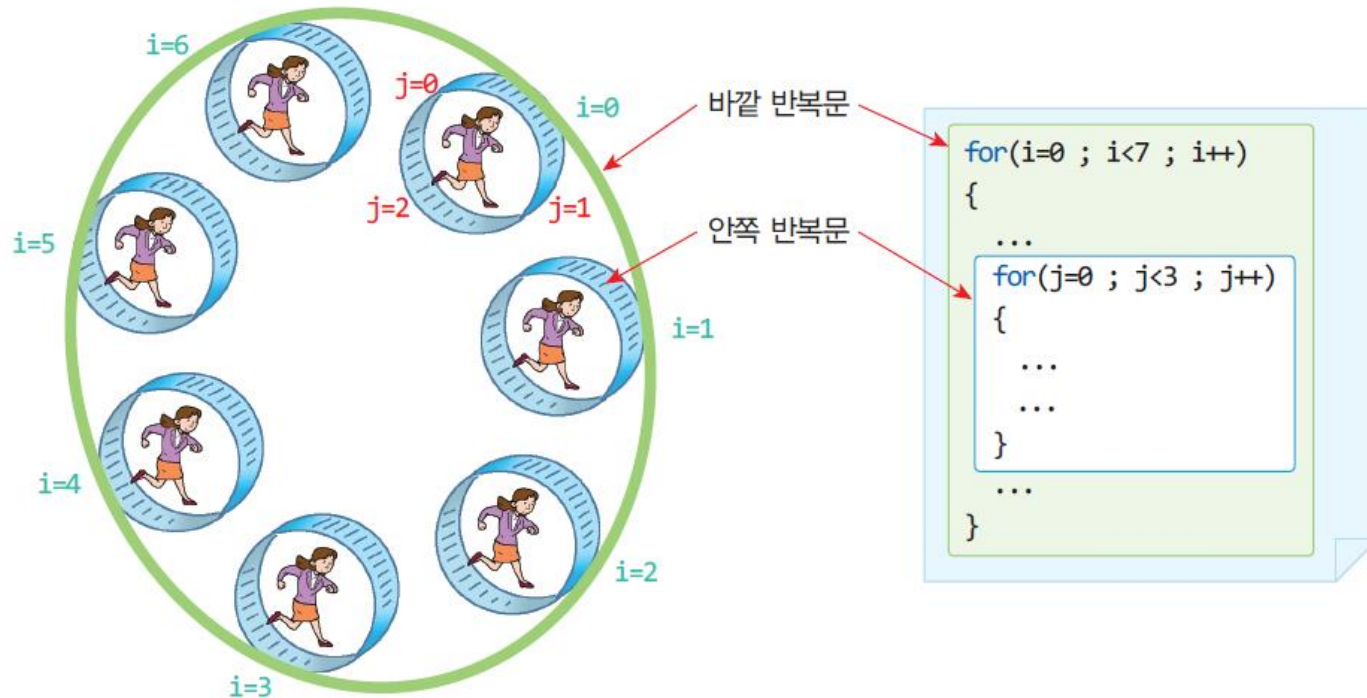 i=6
j=0
i=0
j=2
j=1
i=5
i=1
i=4
i=2
i=3
바깥 반복문
안쪽 반복문
for(i=0 ; i<7 ; i++)
{
...
for(j=0 ; j<3 ; j++)
{
...
...
}
...
}